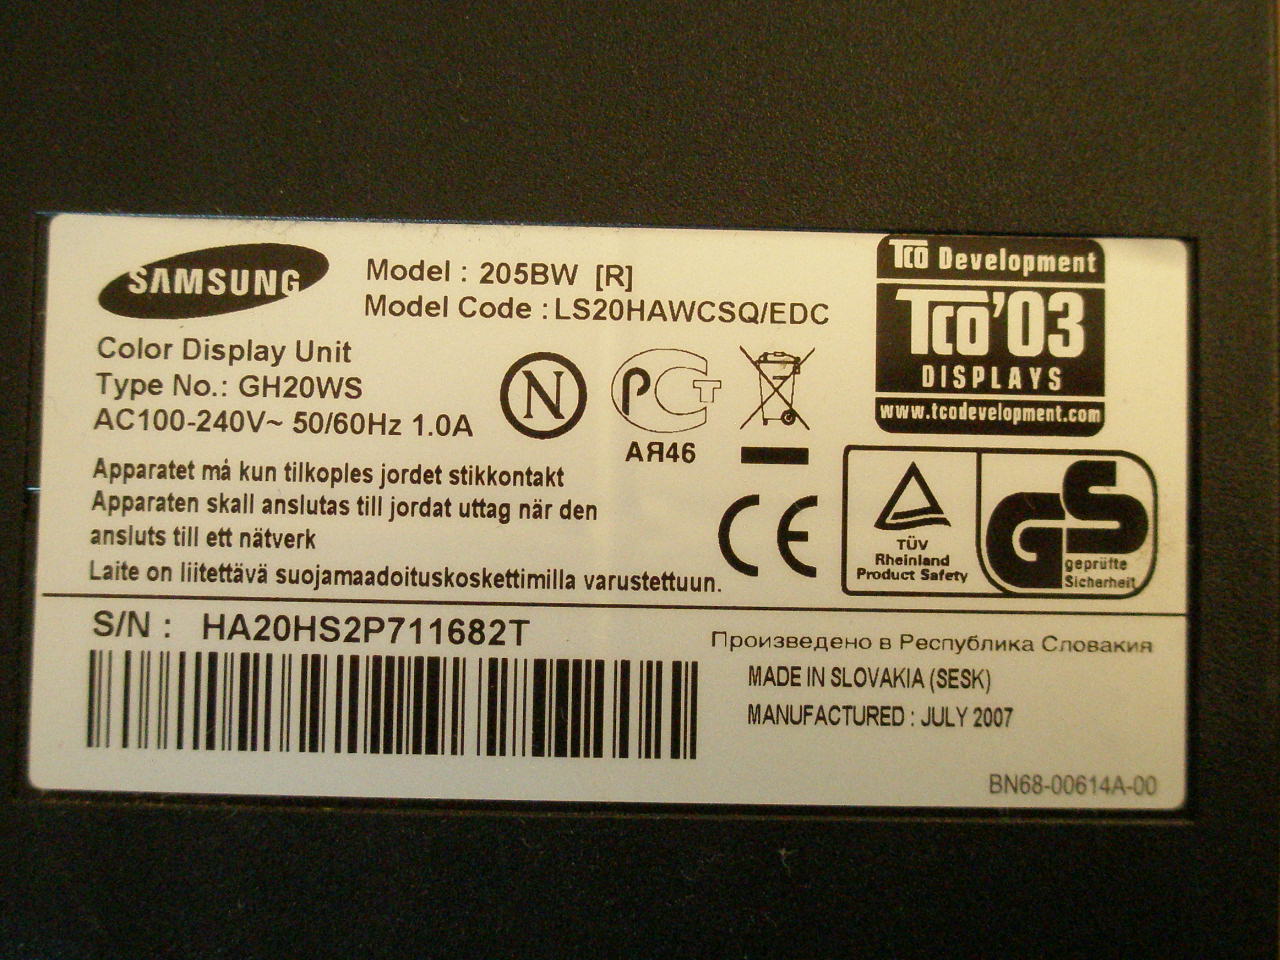 SAMSUNG
Model : 205BW [R]
Model Code : LS20HAWCSQ/EDC
Color Display Unit
Type No.: GH20WS
AC100-240V~ 50/60Hz 1.0A
N
РСТ
АЯ46
TCO Development
TCO'03
DISPLAYS
www.tcodevelopment.com
Apparatet må kun tilkoples jordet stikkontakt
Apparaten skall anslutas till jordat uttag när den
ansluts till ett nätverk
Laite on liitettävä suojamaadoituskoskettimilla varustettuun.
CE
TÜV
Rheinland
Product Safety
GS
geprüfte
Sicherheit
S/N : HA20HS2P711682T
Произведено в Республика Словакия
MADE IN SLOVAKIA (SESK)
MANUFACTURED : JULY 2007
BN68-00614A-00